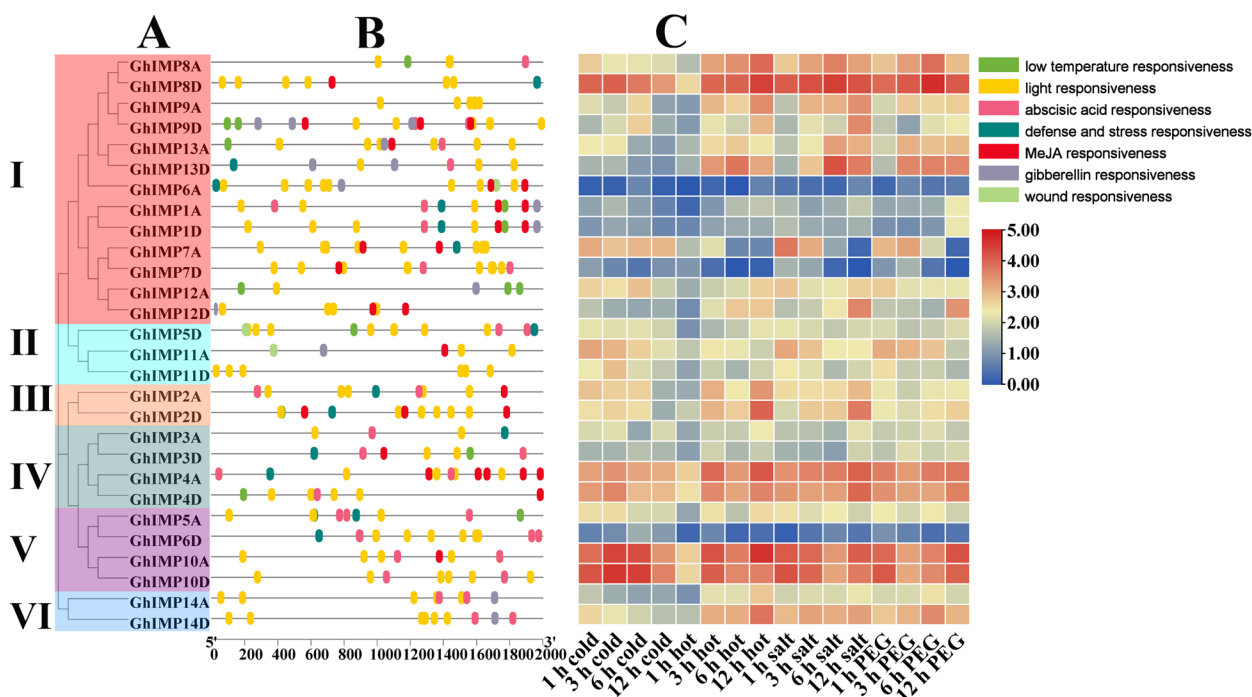 A
B
C
I
II
III
IV
V
VI
GhIMP8A
GhIMP8D
GhIMP9A
GhIMP9D
GhIMP13A
GhIMP13D
GhIMP6A
GhIMP1A
GhIMP1D
GhIMP7A
GhIMP7D
GhIMP12A
GhIMP12D
GhIMP5D
GhIMP11A
GhIMP11D
GhIMP2A
GhIMP2D
GhIMP3A
GhIMP3D
GhIMP4A
GhIMP4D
GhIMP5A
GhIMP6D
GhIMP10A
GhIMP10D
GhIMP14A
GhIMP14D
5' 3'
0 200 400 600 800 1000 1200 1400 1600 1800 2000
1 h cold
3 h cold
6 h cold
12 h cold
1 h hot
3 h hot
6 h hot
12 h hot
1 h salt
3 h salt
6 h salt
12 h salt
1 h PEG
3 h PEG
6 h PEG
12 h PEG
low temperature responsiveness
light responsiveness
abscisic acid responsiveness
defense and stress responsiveness
MeJA responsiveness
gibberellin responsiveness
wound responsiveness
5.00
4.00
3.00
2.00
1.00
0.00